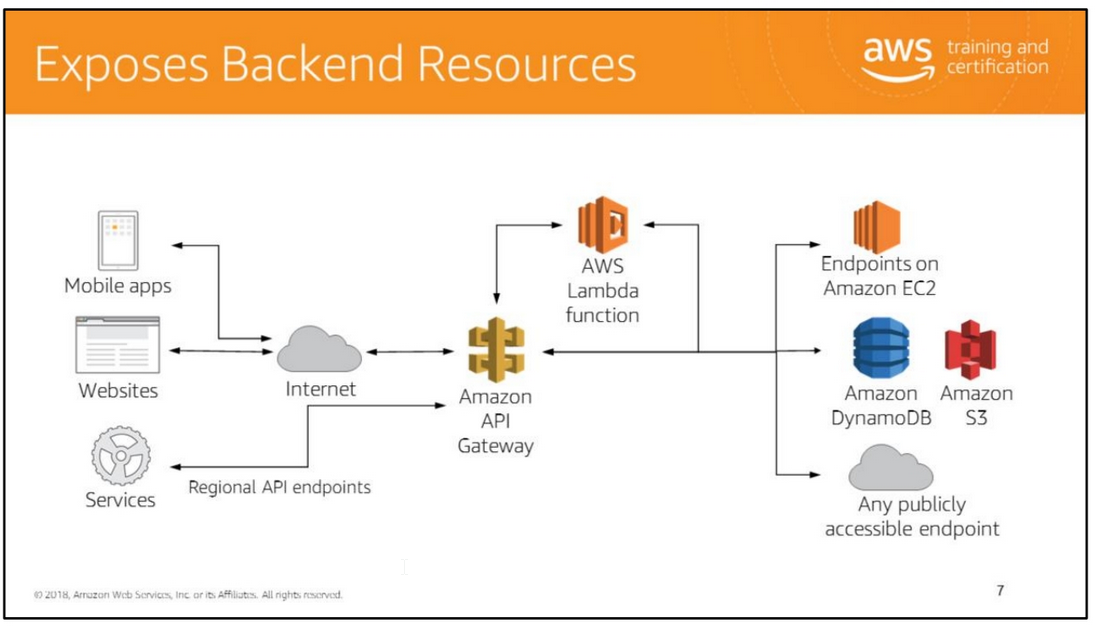 Exposes Backend Resources
aws training and
certification
Mobile apps
Websites
Services
Internet
Regional API endpoints
Amazon
API
Gateway
AWS
Lambda
function
Endpoints on
Amazon EC2
Amazon
DynamoDB
Amazon
S3
Any publicly
accessible endpoint
© 2018, Amazon Web Services, Inc. or its Affiliates. All rights reserved.
7